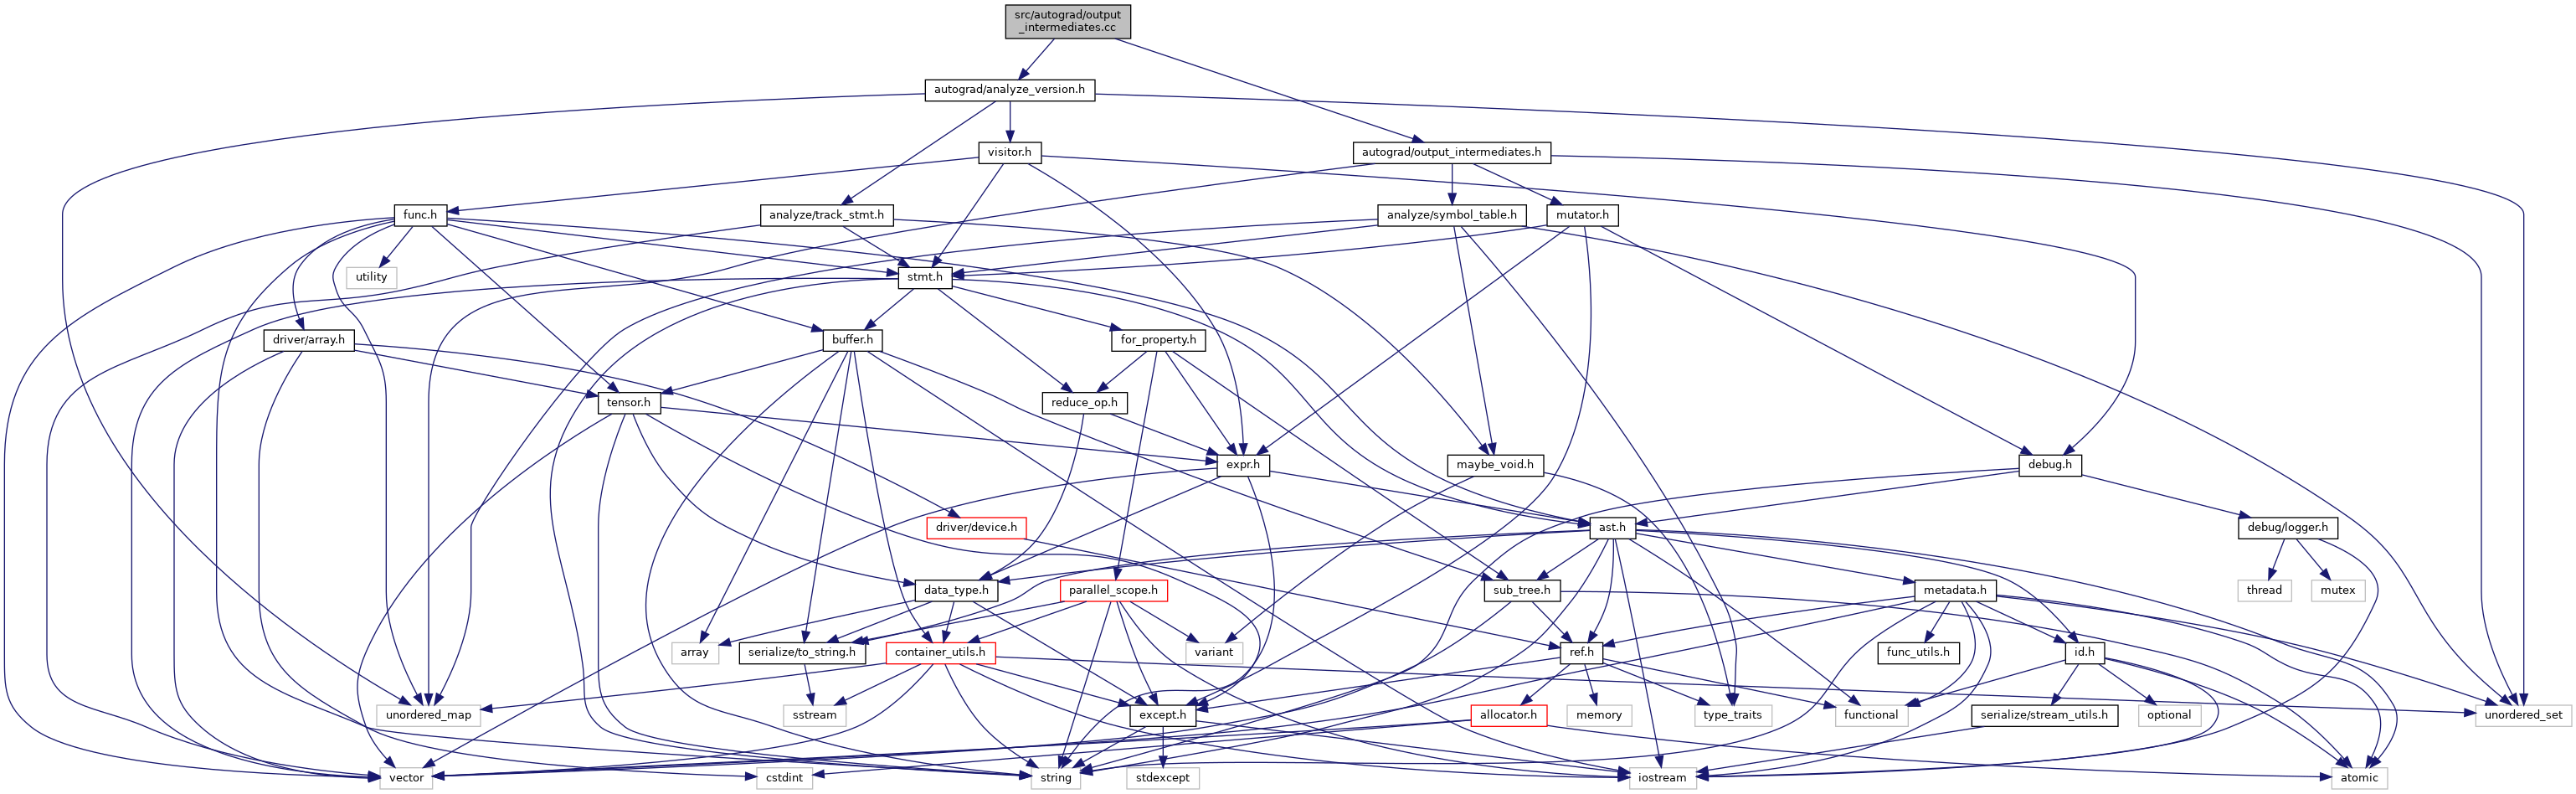 src/autograd/output
_intermediates.cc
autograd/analyze_version.h
visitor.h
autograd/output_intermediates.h
func.h
analyze/track_stmt.h
analyze/symbol_table.h
mutator.h
utility
stmt.h
driver/array.h
buffer.h
for_property.h
tensor.h
reduce_op.h
expr.h
maybe_void.h
debug.h
driver/device.h
ast.h
debug/logger.h
data_type.h
parallel_scope.h
sub_tree.h
metadata.h
thread
mutex
array
serialize/to_string.h
container_utils.h
variant
ref.h
func_utils.h
id.h
unordered_map
sstream
except.h
allocator.h
memory
type_traits
functional
serialize/stream_utils.h
optional
unordered_set
vector
cstdint
string
stdexcept
iostream
atomic